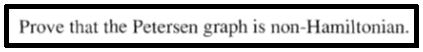 Prove that the Petersen graph is non-Hamiltonian.